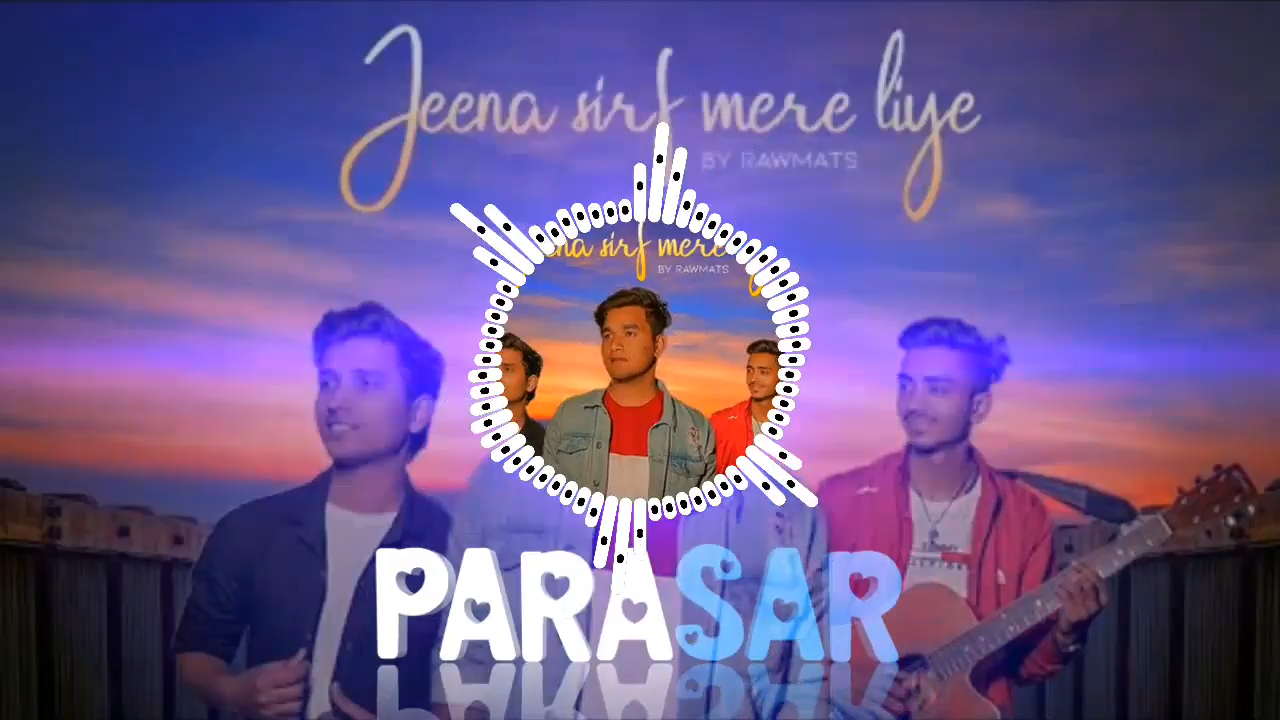 Jeena sirf mere liye
BY RAWMATS
ena sirf mere
BY RAWMATS
PARASAR